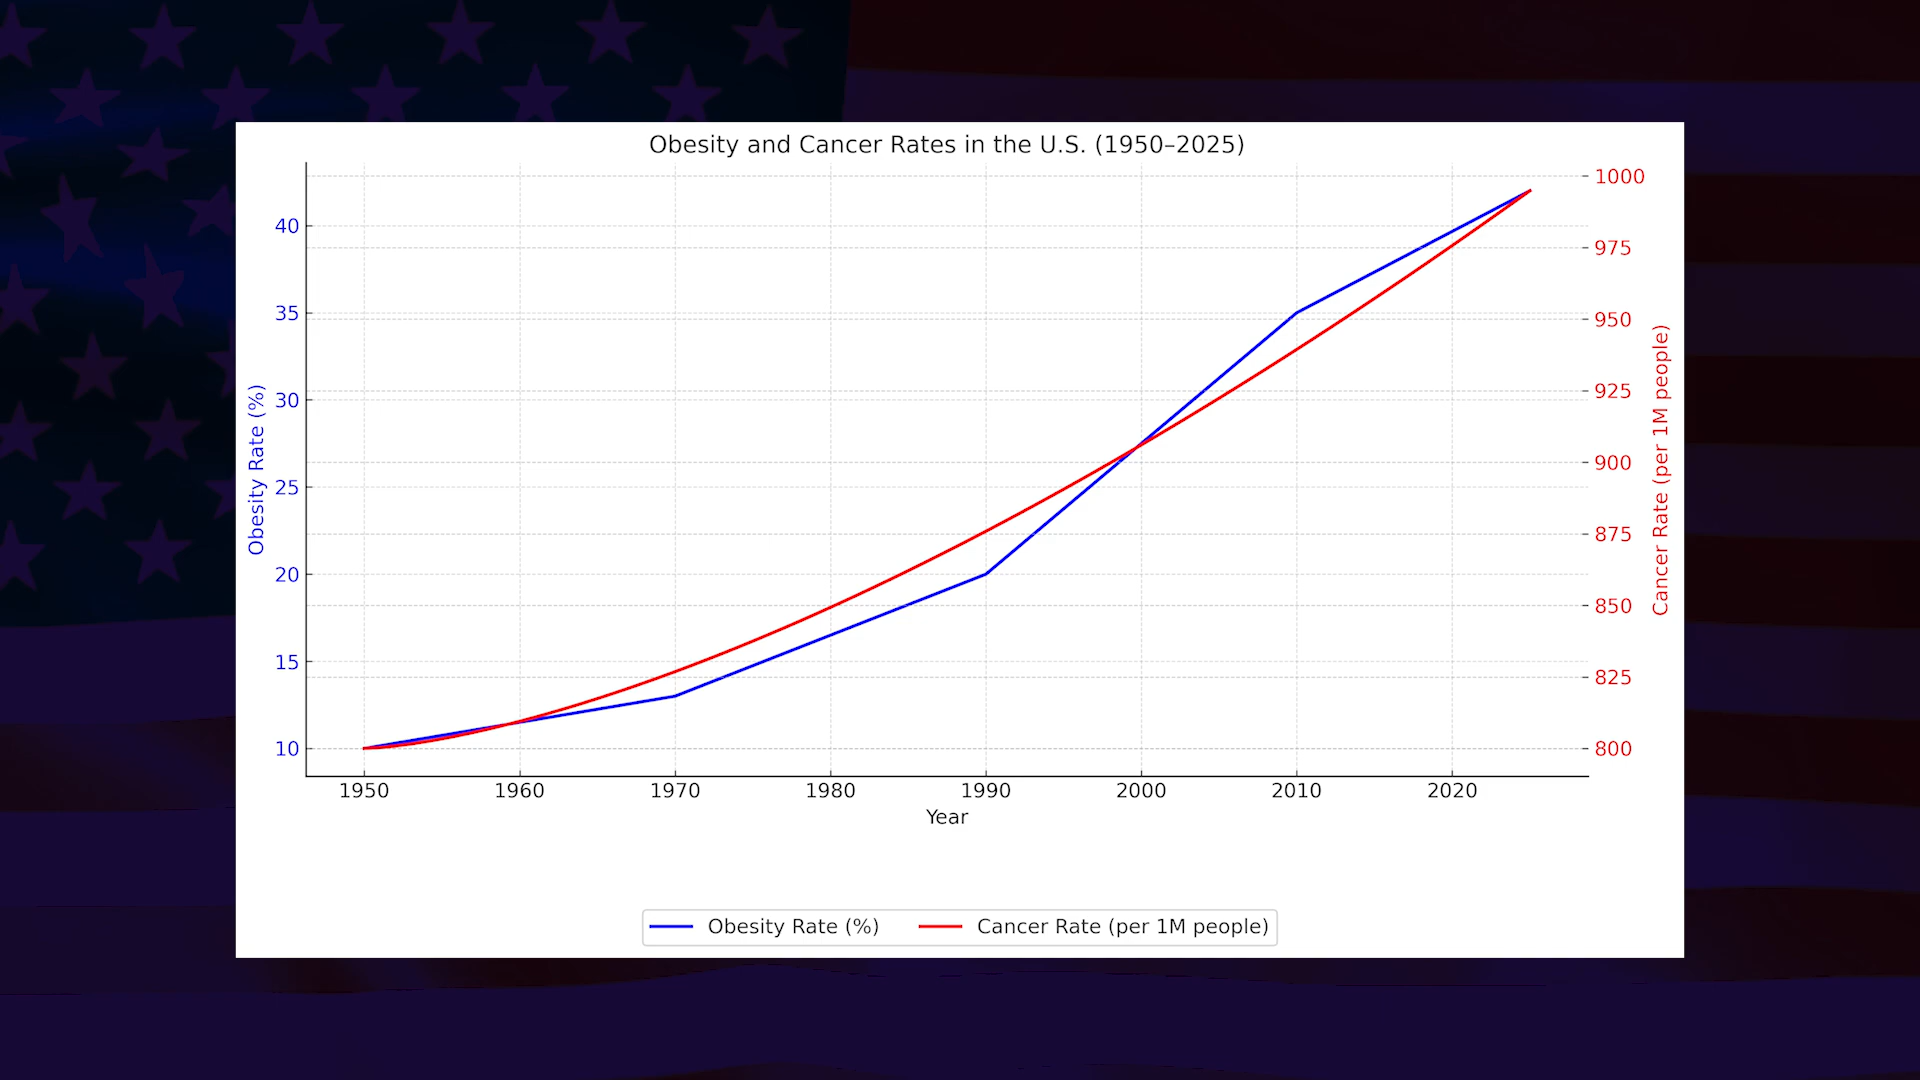 Obesity and Cancer Rates in the U.S. (1950–2025)
Obesity Rate (%)
40
35
30
25
20
15
10
1000
975
950
925
900
875
850
825
800
Cancer Rate (per 1M people)
1950 1960 1970 1980 1990 2000 2010 2020
Year
Obesity Rate (%) Cancer Rate (per 1M people)